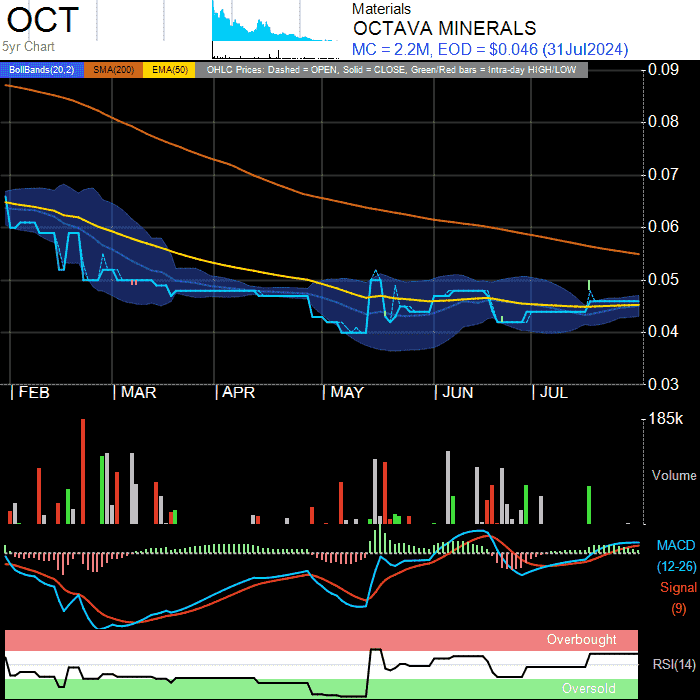 OCT
5yr Chart
Materials
OCTAVA MINERALS
MC = 2.2M, EOD = $0.046 (31Jul2024)
BollBands(20,2) SMA(200) EMA(50) OHLC Prices: Dashed = OPEN, Solid = CLOSE, Green/Red bars = Intra-day HIGH/LOW
0.09
0.08
0.07
0.06
0.05
0.04
0.03
FEB MAR APR MAY JUN JUL
185k
Volume
MACD
(12-26)
Signal
(9)
Overbought
RSI(14)
Oversold